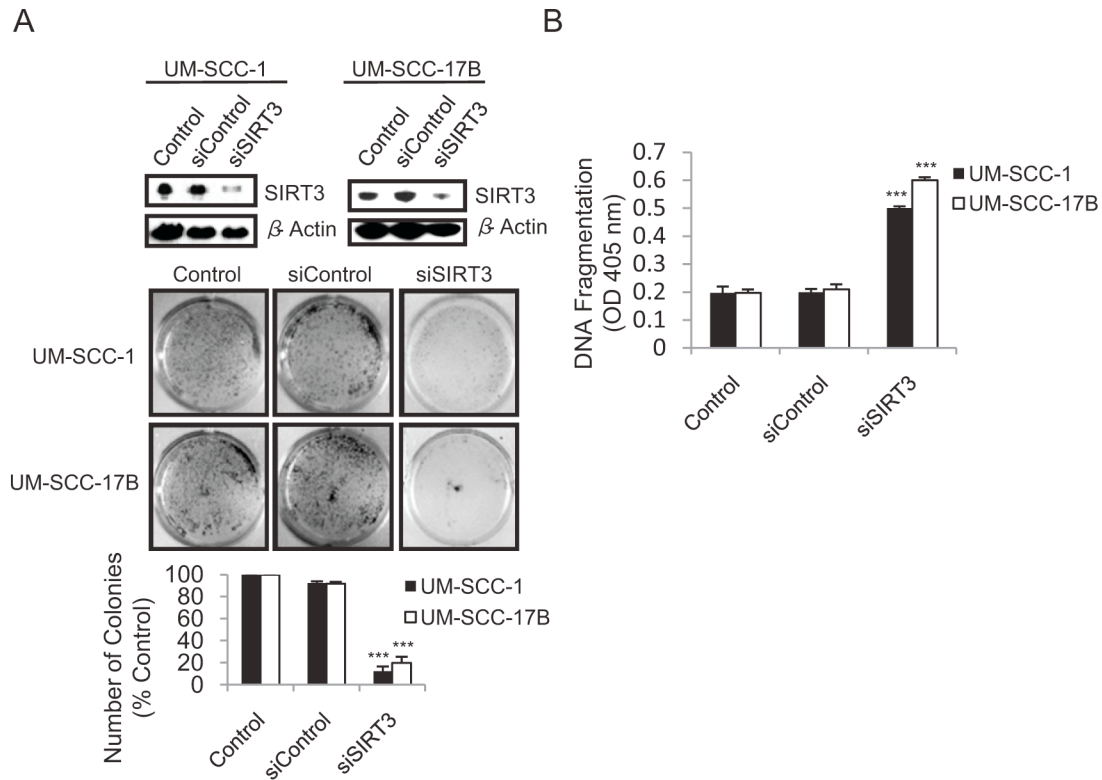 A
UM-SCC-1 UM-SCC-17B
Control siControl siSIRT3 Control siControl siSIRT3
SIRT3 SIRT3
β- Actin β- Actin
Control siControl siSIRT3
UM-SCC-1
UM-SCC-17B
Number of Colonies
(% Control)
100
80
60
40
20
0
UM-SCC-1
UM-SCC-17B
*** ***
Control siControl siSIRT3
B
DNA Fragmentation
(OD 405 nm)
0.7
0.6
0.5
0.4
0.3
0.2
0.1
0
*** ***
UM-SCC-1
UM-SCC-17B
Control siControl siSIRT3